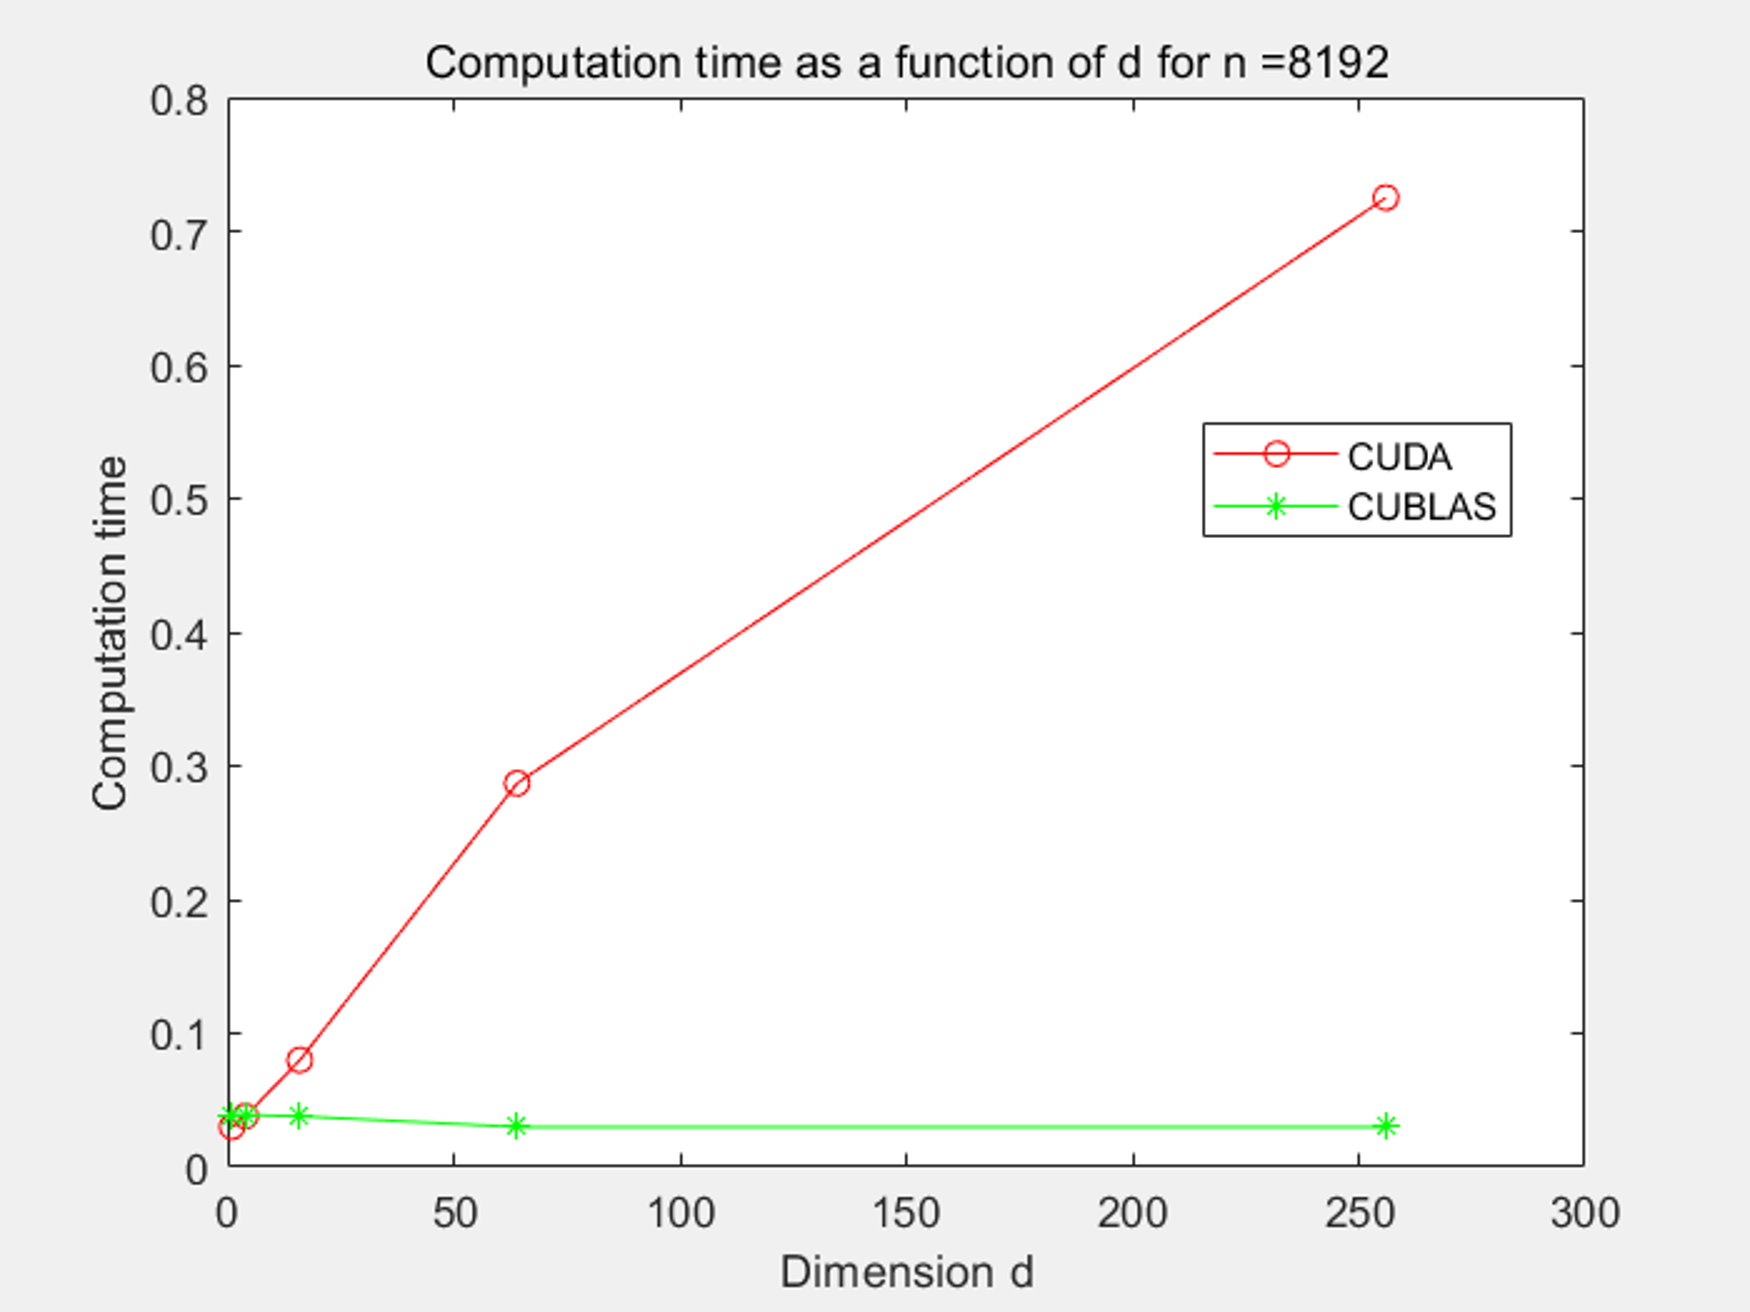 Computation time as a function of d for n =8192
0.8
0.7
0.6
0.5
0.4
0.3
0.2
0.1
0
Computation time
CUDA
CUBLAS
0 50 100 150 200 250 300
Dimension d